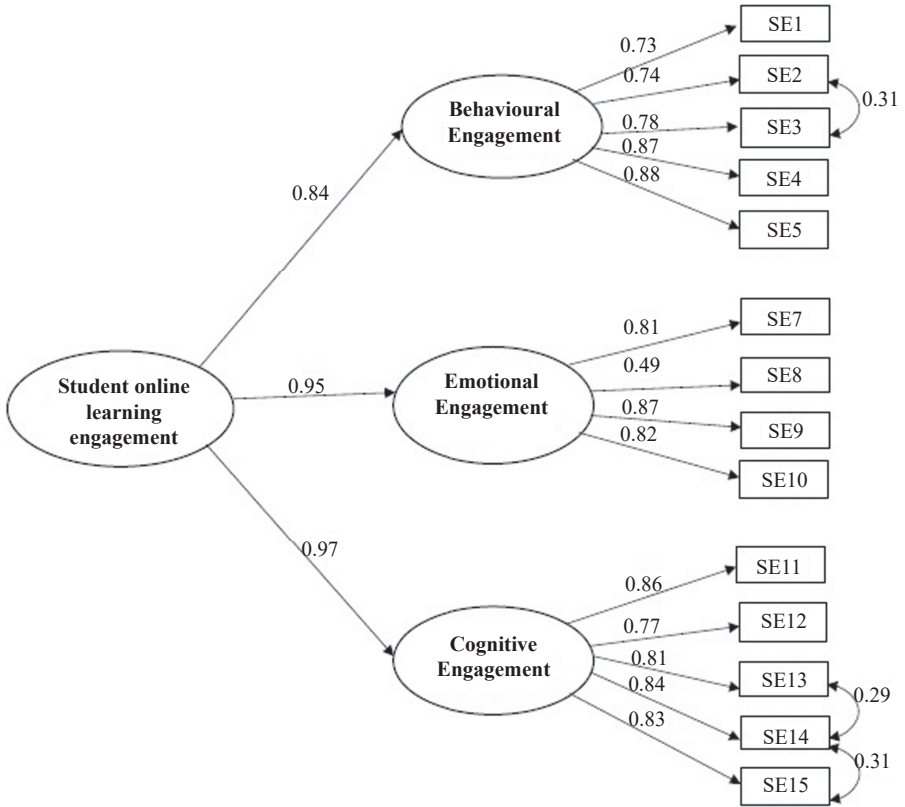 SE1
0.73
SE2
0.74
0.31
Behavioural
Engagement
0.78
SE3
0.87
SE4
0.88
0.84
SE5
SE7
0.81
0.49
SE8
Emotional
Engagement
0.95
Student online
learning
engagement
0.87
SE9
0.82
SE10
0.97
SE11
0.86
SE12
0.77
Cognitive
Engagement
0.81
SE13
0.84
0.29
0.83
SE14
0.31
SE15